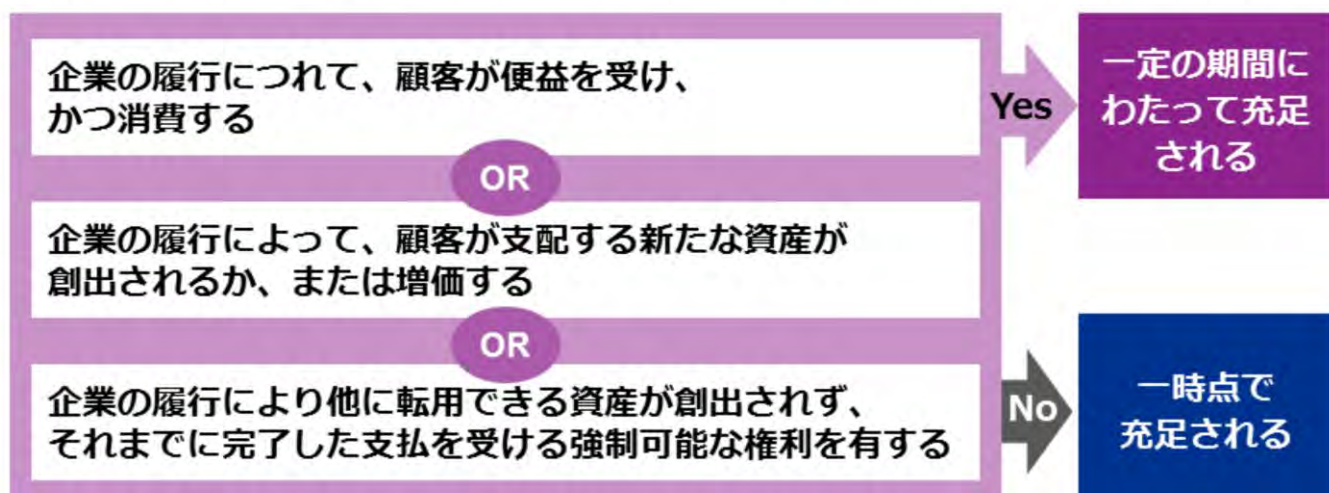 企業の履行につれて、顧客が便益を受け、
かつ消費する
OR
企業の履行によって、顧客が支配する新たな資産が
創出されるか、または増価する
OR
企業の履行により他に転用できる資産が創出されず、
それまでに完了した支払を受ける強制可能な権利を有する
Yes
一定の期間に
わたって充足
される
No
一時点で
充足される